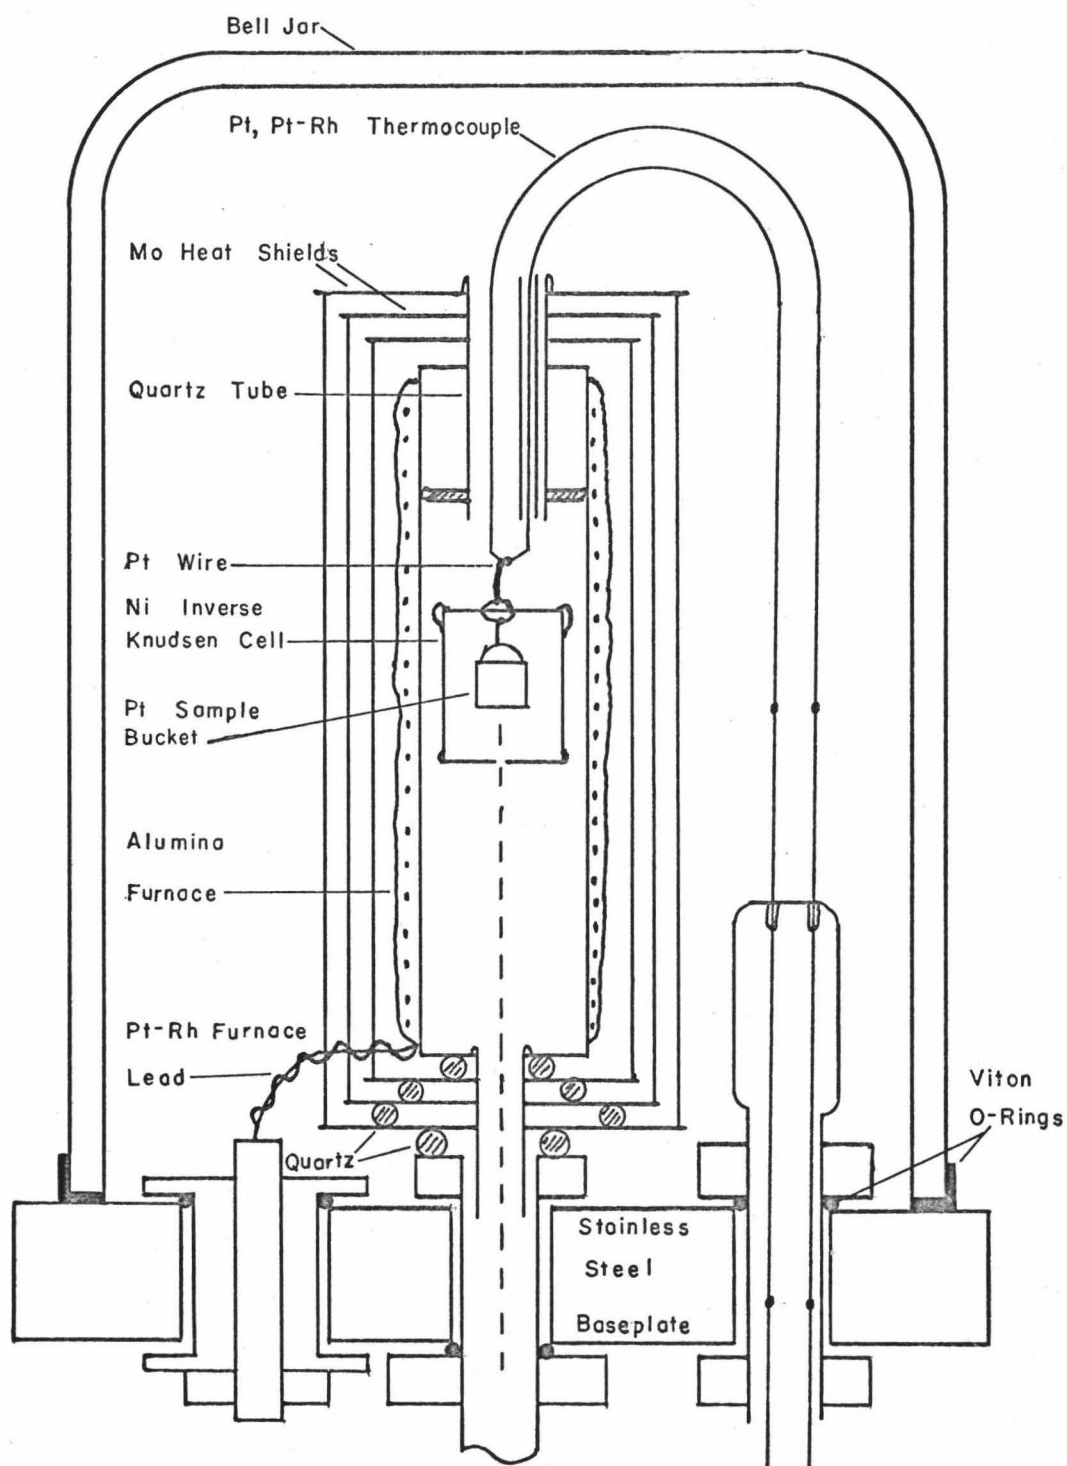 Bell Jar
Pt, Pt-Rh Thermocouple
Mo Heat Shields
Quartz Tube
Pt Wire
Ni Inverse
Knudsen Cell
Pt Sample
Bucket
Alumina
Furnace
Pt-Rh Furnace
Lead
Viton
O-Rings
Quartz
Stainless
Steel
Baseplate